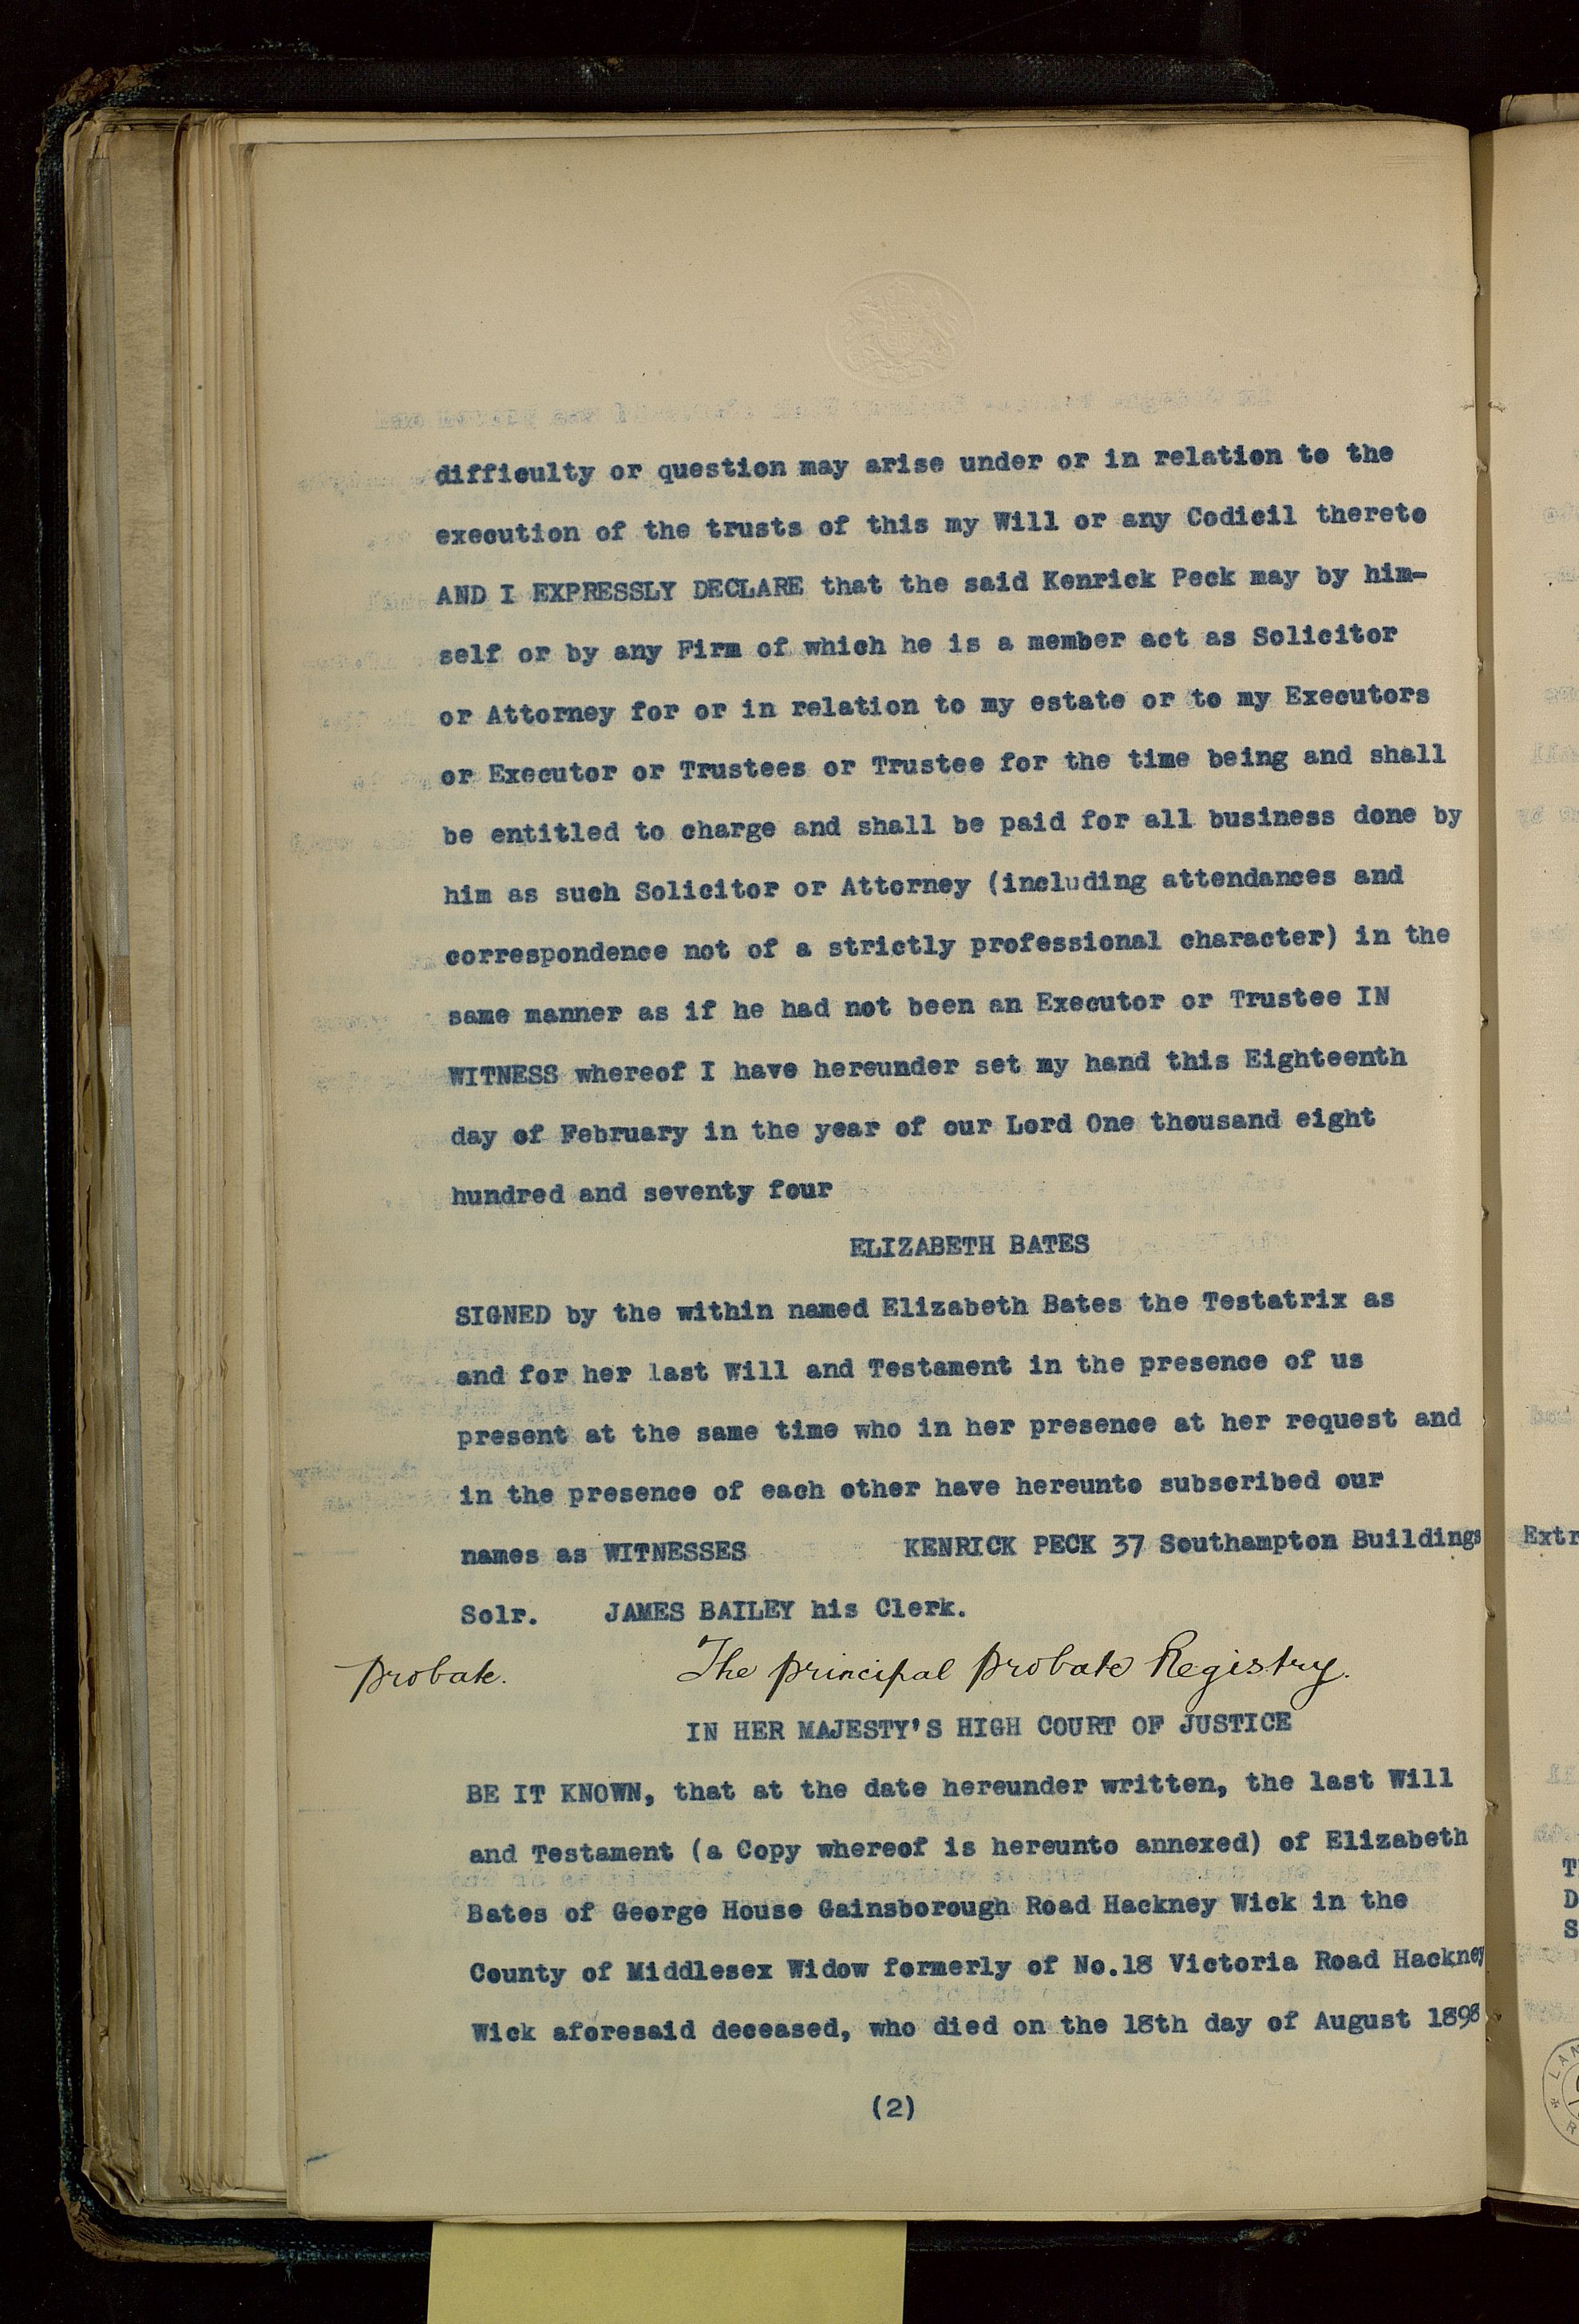 difficulty or question may arise under or in relation to the
execution of the trusts of this my Will or any Codicil thereto
AND I EXPRESSLY DECLARE that the said Kenrick Peck may by him-
self or by any Firm of which he is a member act as Solicitor
or Attorney for or in relation to my estate or to my Executors
or Executor or Trustees or Trustee for the time being and shall
be entitled to charge and shall be paid for all business done by
him as such Solicitor or Attorney (including attendances and
correspondence not of a strictly professional character) in the
same manner as if he had not been an Executor or Trustee IN
WITNESS whereof I have hereunder set my hand this Eighteenth
day of February in the year of our Lord One thousand eight
hundred and seventy four
ELIZABETH BATES
SIGNED by the within named Elizabeth Bates the Testatrix as
and for her last Will and Testament in the presence of us
present at the same time who in her presence at her request and
in the presence of each other have hereunto subscribed our
names as WITNESSES KENRICK PECK 37 Southampton Buildings
Solr. JAMES BAILEY his Clerk.
Probate. The Principal Probate Registry.
IN HER MAJESTY'S HIGH COURT OF JUSTICE
BE IT KNOWN, that at the date hereunder written, the last Will
and Testament (a Copy whereof is hereunto annexed) of Elizabeth
Bates of George House Gainsborough Road Hackney Wick in the
County of Middlesex Widow formerly of No.18 Victoria Road Hackney
Wick aforesaid deceased, who died on the 18th day of August 1898
(2)
Extr